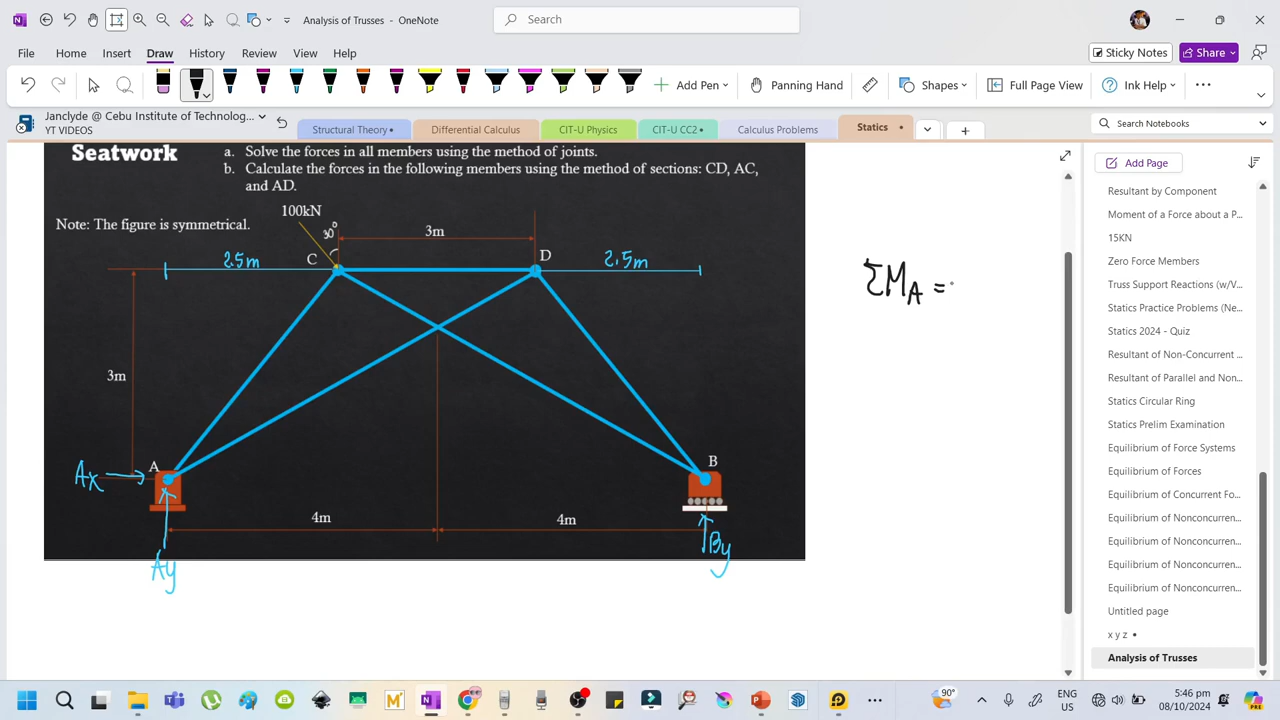 Analysis of Trusses - OneNote
Search
File Home Insert Draw History Review View Help
Sticky Notes
Share
Add Pen
Panning Hand
Shapes
Full Page View
Ink Help
Janclyde @ Cebu Institute of Technolog...
YT VIDEOS
Structural Theory
Differential Calculus
CIT-U Physics
CIT-U CC2
Calculus Problems
Statics
Search Notebooks
Add Page
Resultant by Component
Moment of a Force about a P...
15KN
Zero Force Members
Truss Support Reactions (w/V...
Statics Practice Problems (Ne...
Statics 2024 - Quiz
Resultant of Non-Concurrent ...
Resultant of Parallel and Non...
Statics Circular Ring
Statics Prelim Examination
Equilibrium of Force Systems
Equilibrium of Forces
Equilibrium of Concurrent Fo...
Equilibrium of Nonconcurren...
Equilibrium of Nonconcurren...
Equilibrium of Nonconcurren...
Equilibrium of Nonconcurren...
Untitled page
x y z
Analysis of Trusses
Seatwork
a. Solve the forces in all members using the method of joints.
b. Calculate the forces in the following members using the method of sections: CD, AC,
and AD.
Note: The figure is symmetrical.
100kN
30°
3m
2.5m
C
D
2.5m
3m
A
B
Ax
4m
4m
Ay
By
ΣMA =
90°
ENG
US
5:46 pm
08/10/2024